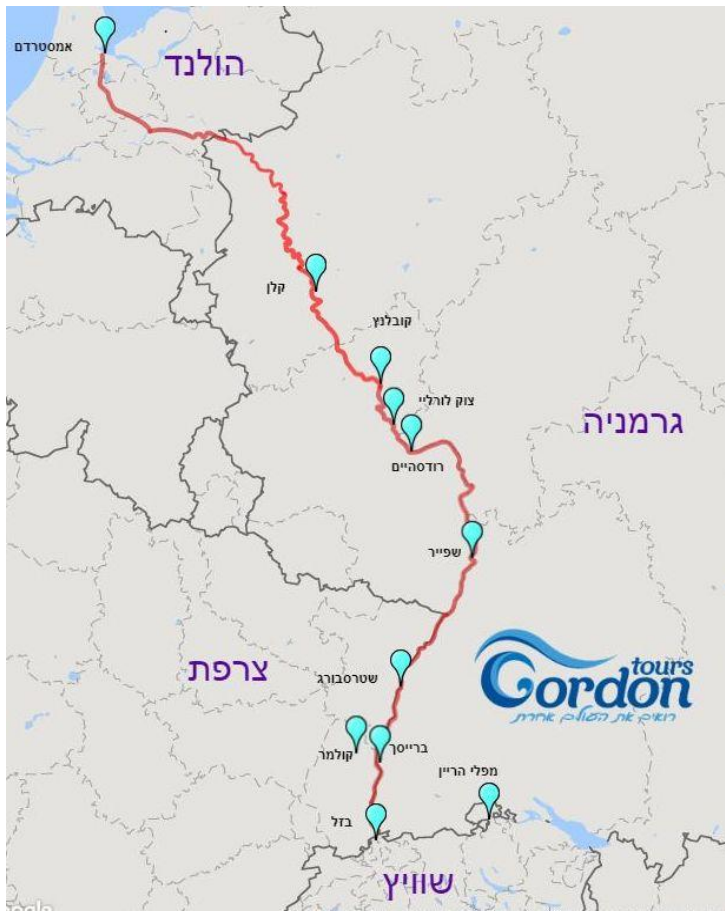 אמסטרדם
הולנד
קלן
קובלנץ
צוק לורליי
גרמניה
רודסהיים
שפייר
צרפת
שטרסבורג
tours
Gordon
רואים את העולם אחרת
ברייסך
קולמר
מפלי הריין
בזל
שוויץ